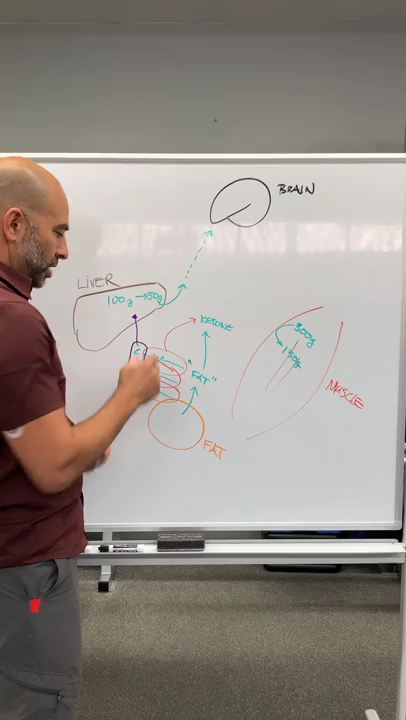 BRAIN
LIVER
100g → 50g
KETONE
300g
150g
"FAT"
MUSCLE
FAT